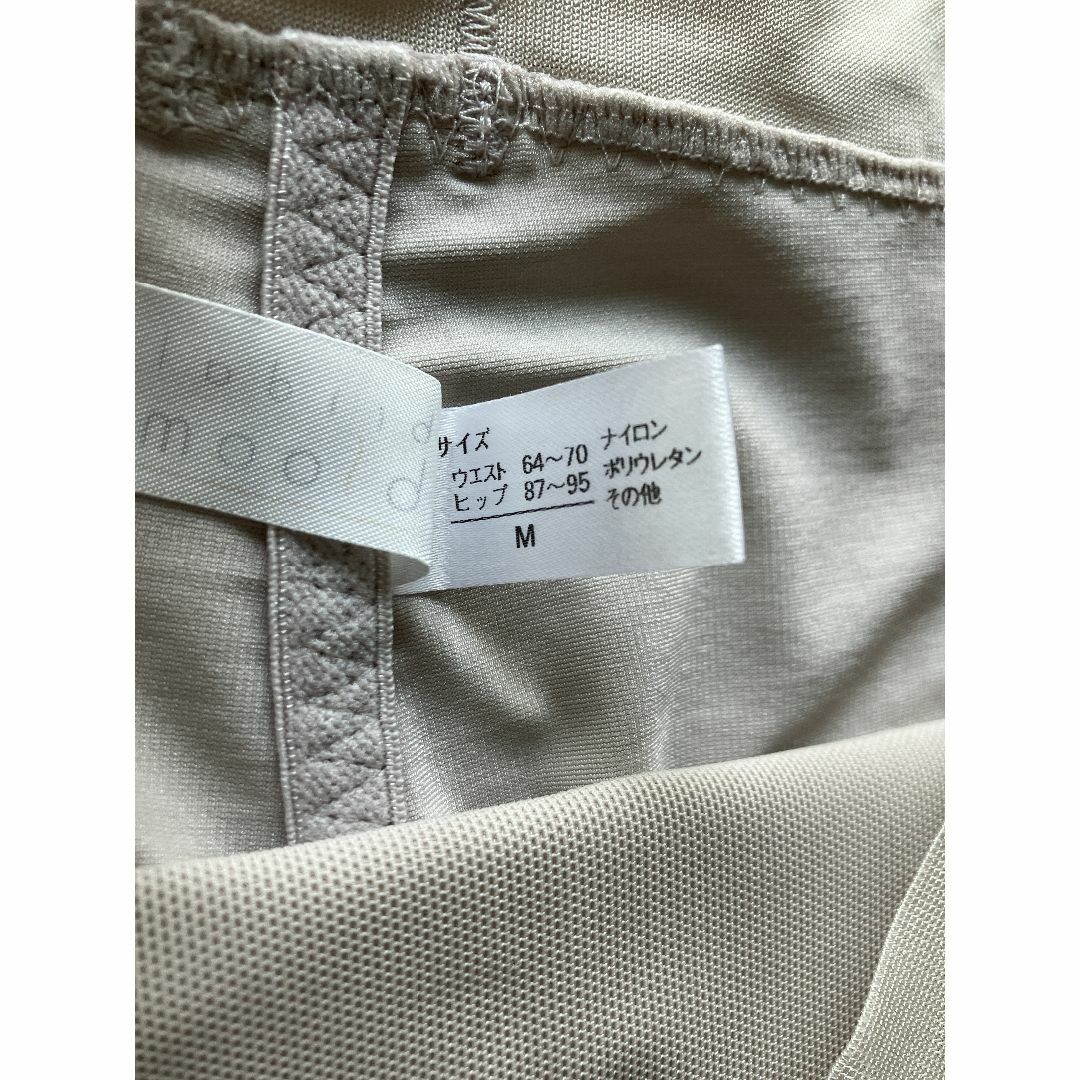 サイズ
ウエスト 64～70
ヒップ 87～95
M
ナイロン
ポリウレタン
その他